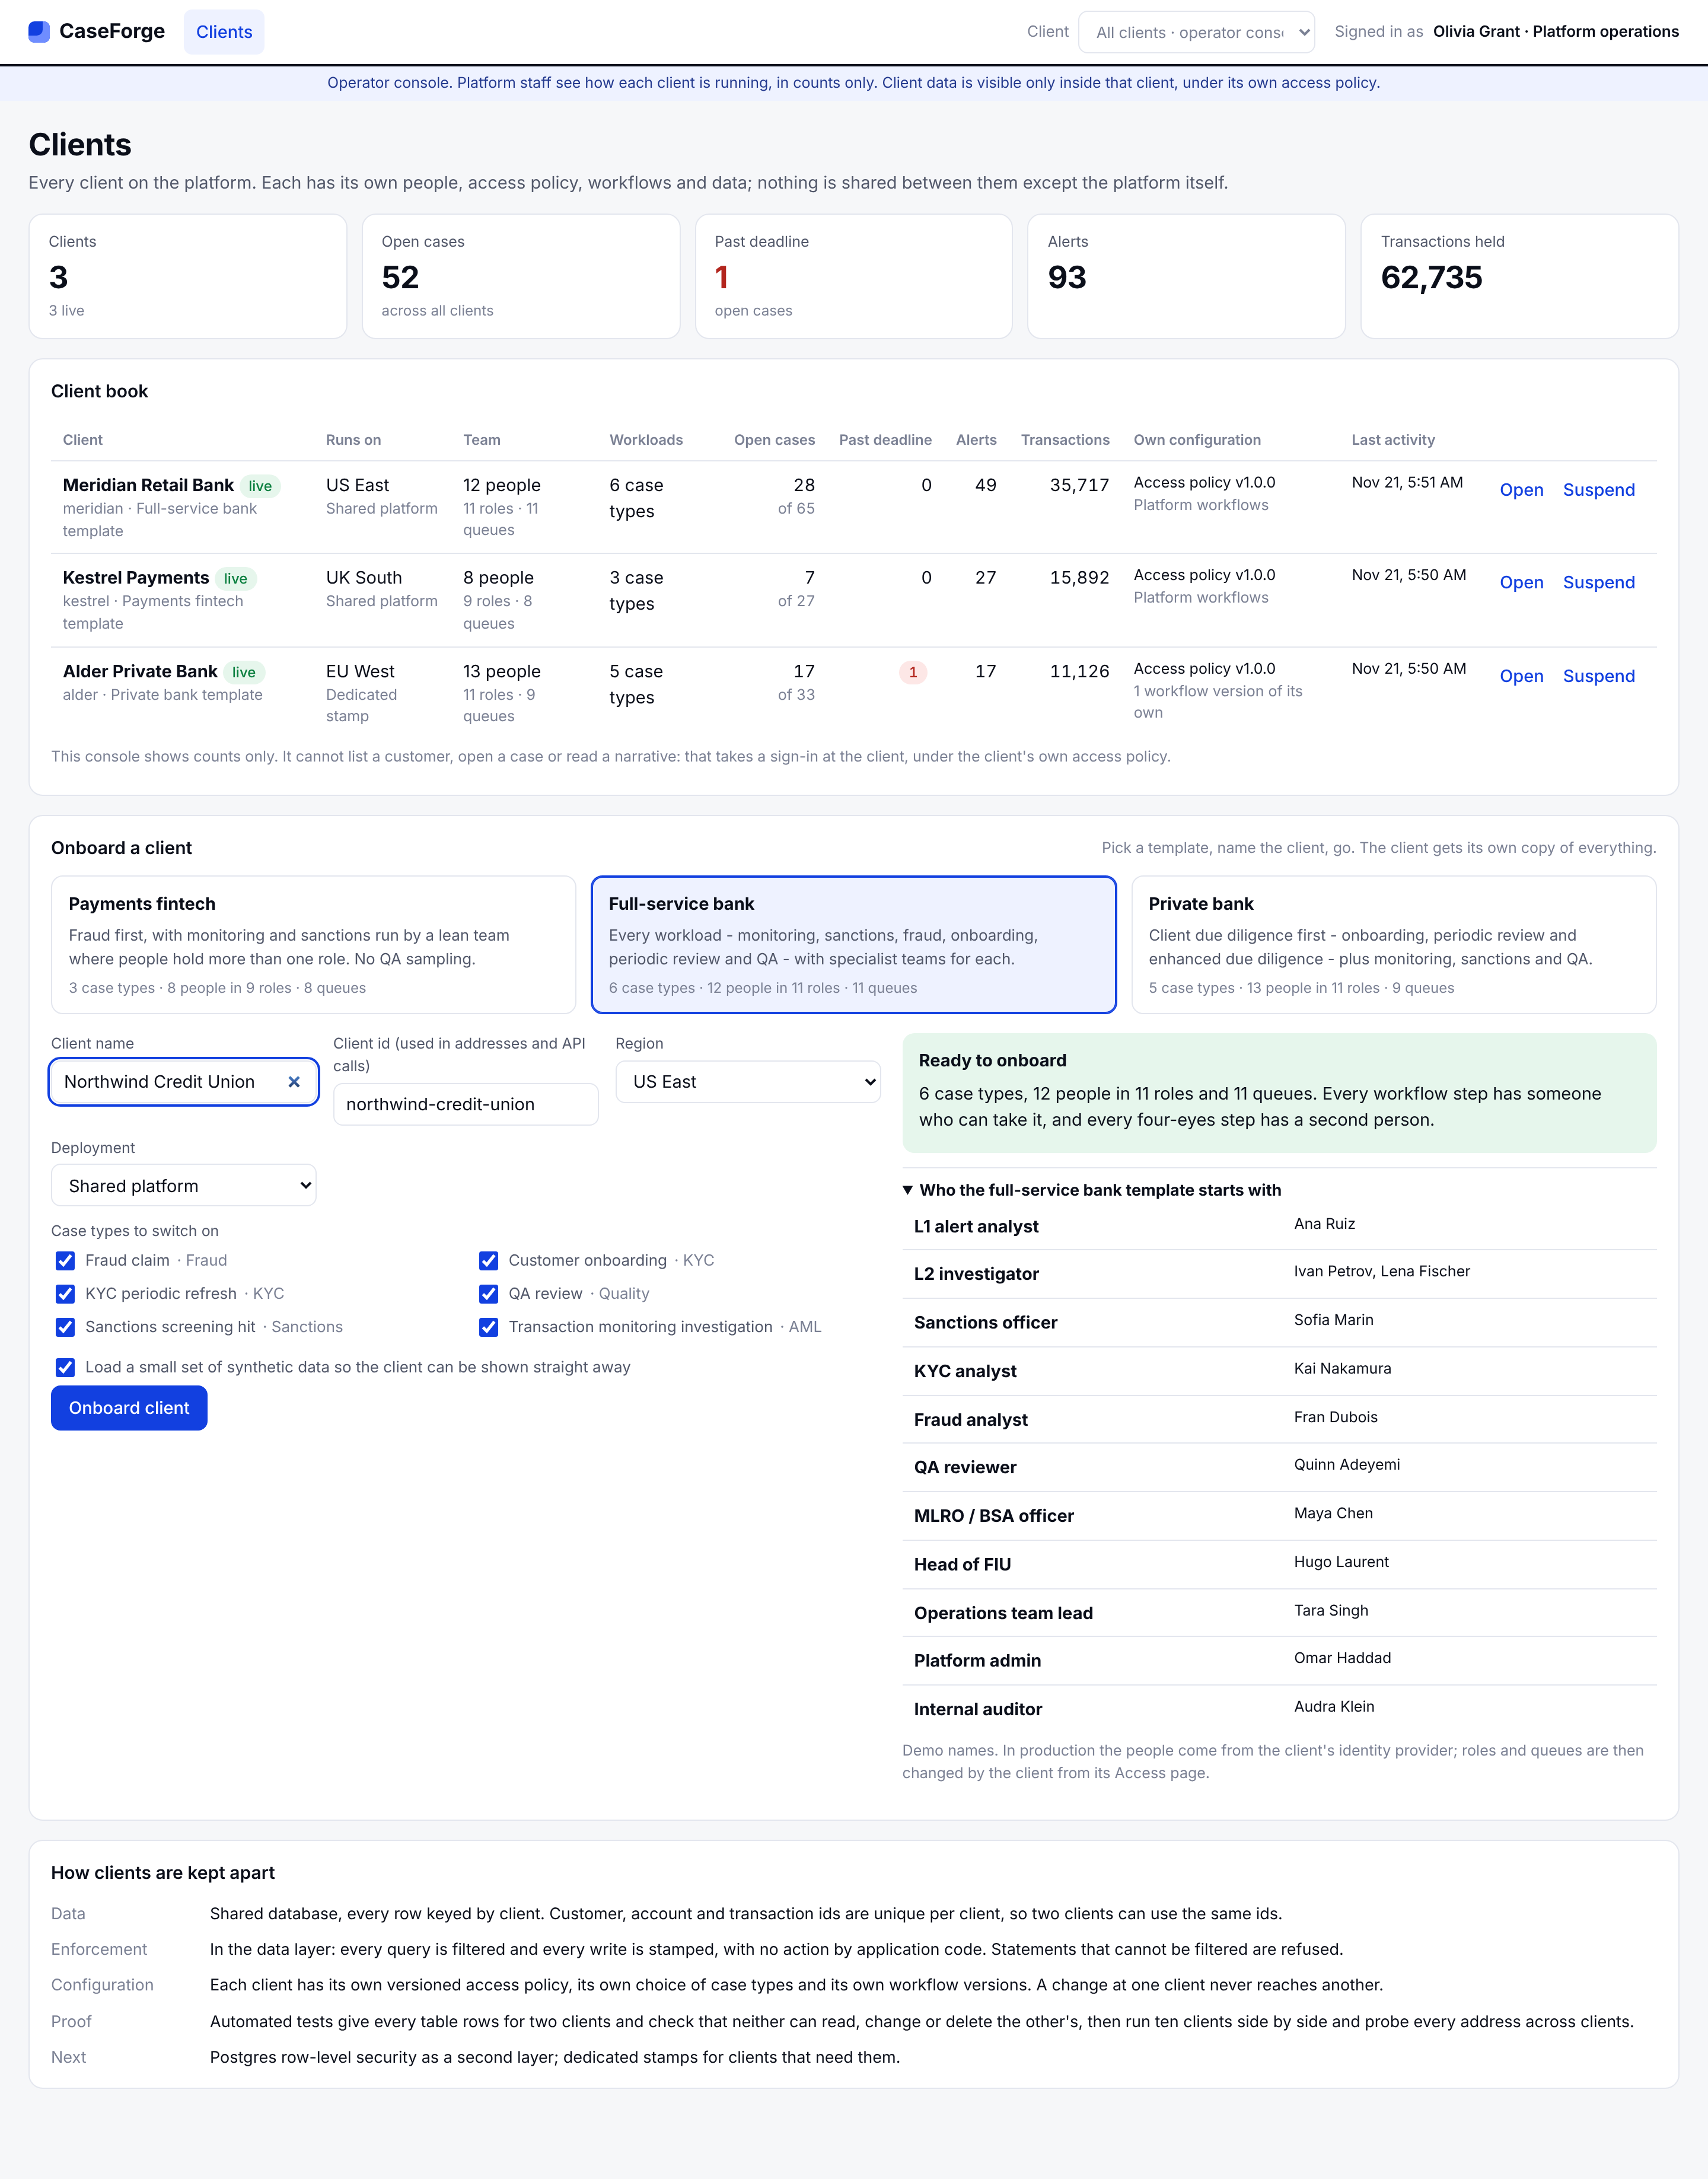 CaseForge
Clients
Client
All clients · operator cons
Signed in as Olivia Grant · Platform operations
Operator console. Platform staff see how each client is running, in counts only. Client data is visible only inside that client, under its own access policy.
Clients
Every client on the platform. Each has its own people, access policy, workflows and data; nothing is shared between them except the platform itself.
Clients
3
3 live
Open cases
52
across all clients
Past deadline
1
open cases
Alerts
93
Transactions held
62,735
Client book
Client Runs on Team Workloads Open cases Past deadline Alerts Transactions Own configuration Last activity
Meridian Retail Bank live US East 12 people 6 case 28 0 49 35,717 Access policy v1.0.0 Nov 21, 5:51 AM Open Suspend
meridian · Full-service bank Shared platform 11 roles · 11 types of 65 Platform workflows
template queues
Kestrel Payments live UK South 8 people 3 case 7 0 27 15,892 Access policy v1.0.0 Nov 21, 5:50 AM Open Suspend
kestrel · Payments fintech Shared platform 9 roles · 8 types of 27 Platform workflows
template queues
Alder Private Bank live EU West 13 people 5 case 17 1 17 11,126 Access policy v1.0.0 Nov 21, 5:50 AM Open Suspend
alder · Private bank template Dedicated 11 roles · 9 types of 33 1 workflow version of its
stamp queues own
This console shows counts only. It cannot list a customer, open a case or read a narrative: that takes a sign-in at the client, under the client's own access policy.
Onboard a client
Pick a template, name the client, go. The client gets its own copy of everything.
Payments fintech
Fraud first, with monitoring and sanctions run by a lean team
where people hold more than one role. No QA sampling.
3 case types · 8 people in 9 roles · 8 queues
Full-service bank
Every workload - monitoring, sanctions, fraud, onboarding,
periodic review and QA - with specialist teams for each.
6 case types · 12 people in 11 roles · 11 queues
Private bank
Client due diligence first - onboarding, periodic review and
enhanced due diligence - plus monitoring, sanctions and QA.
5 case types · 13 people in 11 roles · 9 queues
Client name
Northwind Credit Union
Client id (used in addresses and API
calls)
northwind-credit-union
Region
US East
Deployment
Shared platform
Case types to switch on
Fraud claim · Fraud
Customer onboarding · KYC
KYC periodic refresh · KYC
QA review · Quality
Sanctions screening hit · Sanctions
Transaction monitoring investigation · AML
Load a small set of synthetic data so the client can be shown straight away
Onboard client
Ready to onboard
6 case types, 12 people in 11 roles and 11 queues. Every workflow step has someone
who can take it, and every four-eyes step has a second person.
Who the full-service bank template starts with
L1 alert analyst Ana Ruiz
L2 investigator Ivan Petrov, Lena Fischer
Sanctions officer Sofia Marin
KYC analyst Kai Nakamura
Fraud analyst Fran Dubois
QA reviewer Quinn Adeyemi
MLRO / BSA officer Maya Chen
Head of FIU Hugo Laurent
Operations team lead Tara Singh
Platform admin Omar Haddad
Internal auditor Audra Klein
Demo names. In production the people come from the client's identity provider; roles and queues are then
changed by the client from its Access page.
How clients are kept apart
Data Shared database, every row keyed by client. Customer, account and transaction ids are unique per client, so two clients can use the same ids.
Enforcement In the data layer: every query is filtered and every write is stamped, with no action by application code. Statements that cannot be filtered are refused.
Configuration Each client has its own versioned access policy, its own choice of case types and its own workflow versions. A change at one client never reaches another.
Proof Automated tests give every table rows for two clients and check that neither can read, change or delete the other's, then run ten clients side by side and probe every address across clients.
Next Postgres row-level security as a second layer; dedicated stamps for clients that need them.